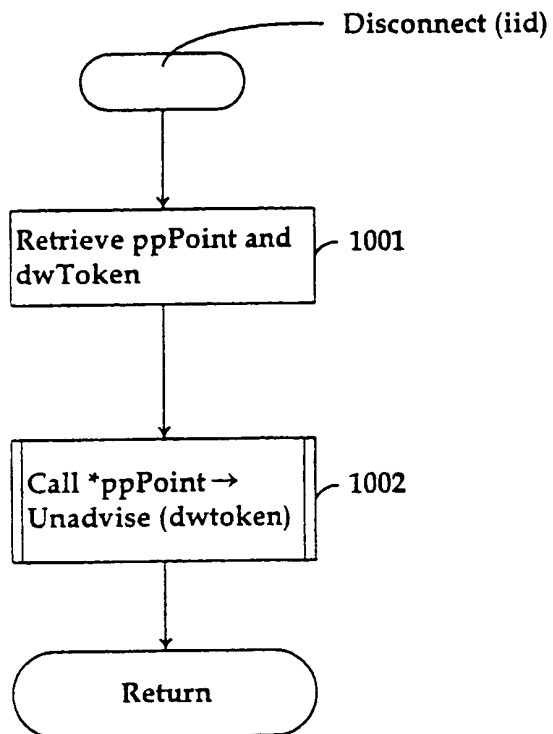 Disconnect (iid)
Retrieve ppPoint and
dwToken
1001
Call *ppPoint→
Unadvise (dwtoken)
1002
Return